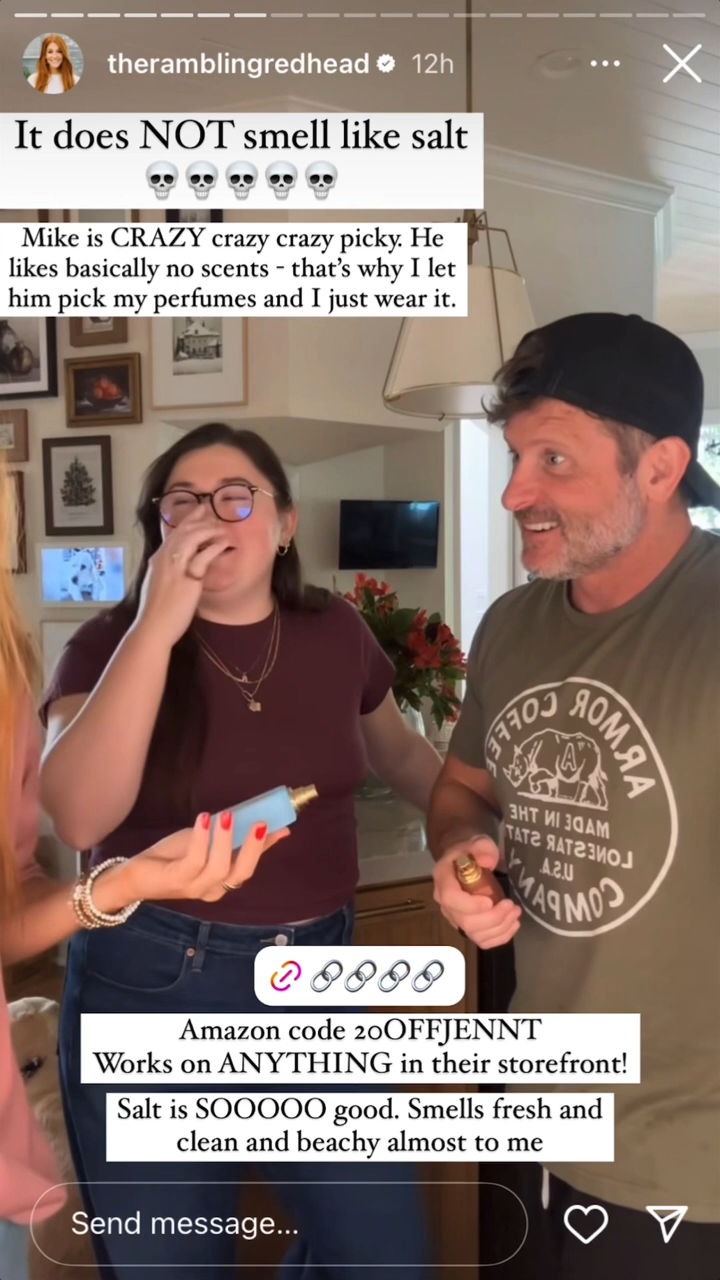 theramblingredhead 12h
It does NOT smell like salt
💀💀💀💀💀
Mike is CRAZY crazy crazy picky. He
likes basically no scents - that's why I let
him pick my perfumes and I just wear it.
ARMOR COFFEE
A
MADE IN THE
LONESTAR STATE
U.S.A.
COMPANY
🔗🔗🔗🔗
Amazon code 20OFFJENNT
Works on ANYTHING in their storefront!
Salt is SOOOOO good. Smells fresh and
clean and beachy almost to me
Send message...